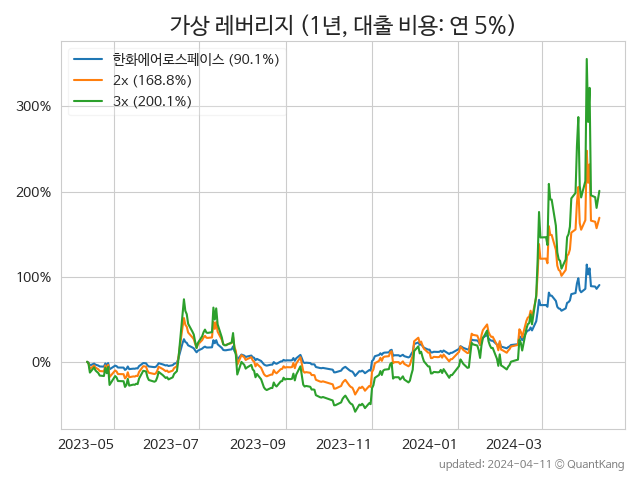 가상 레버리지 (1년, 대출 비용: 연 5%)
한화에어로스페이스 (90.1%)
2x (168.8%)
3x (200.1%)
300%
200%
100%
0%
2023-05 2023-07 2023-09 2023-11 2024-01 2024-03
updated: 2024-04-11 © QuantKang